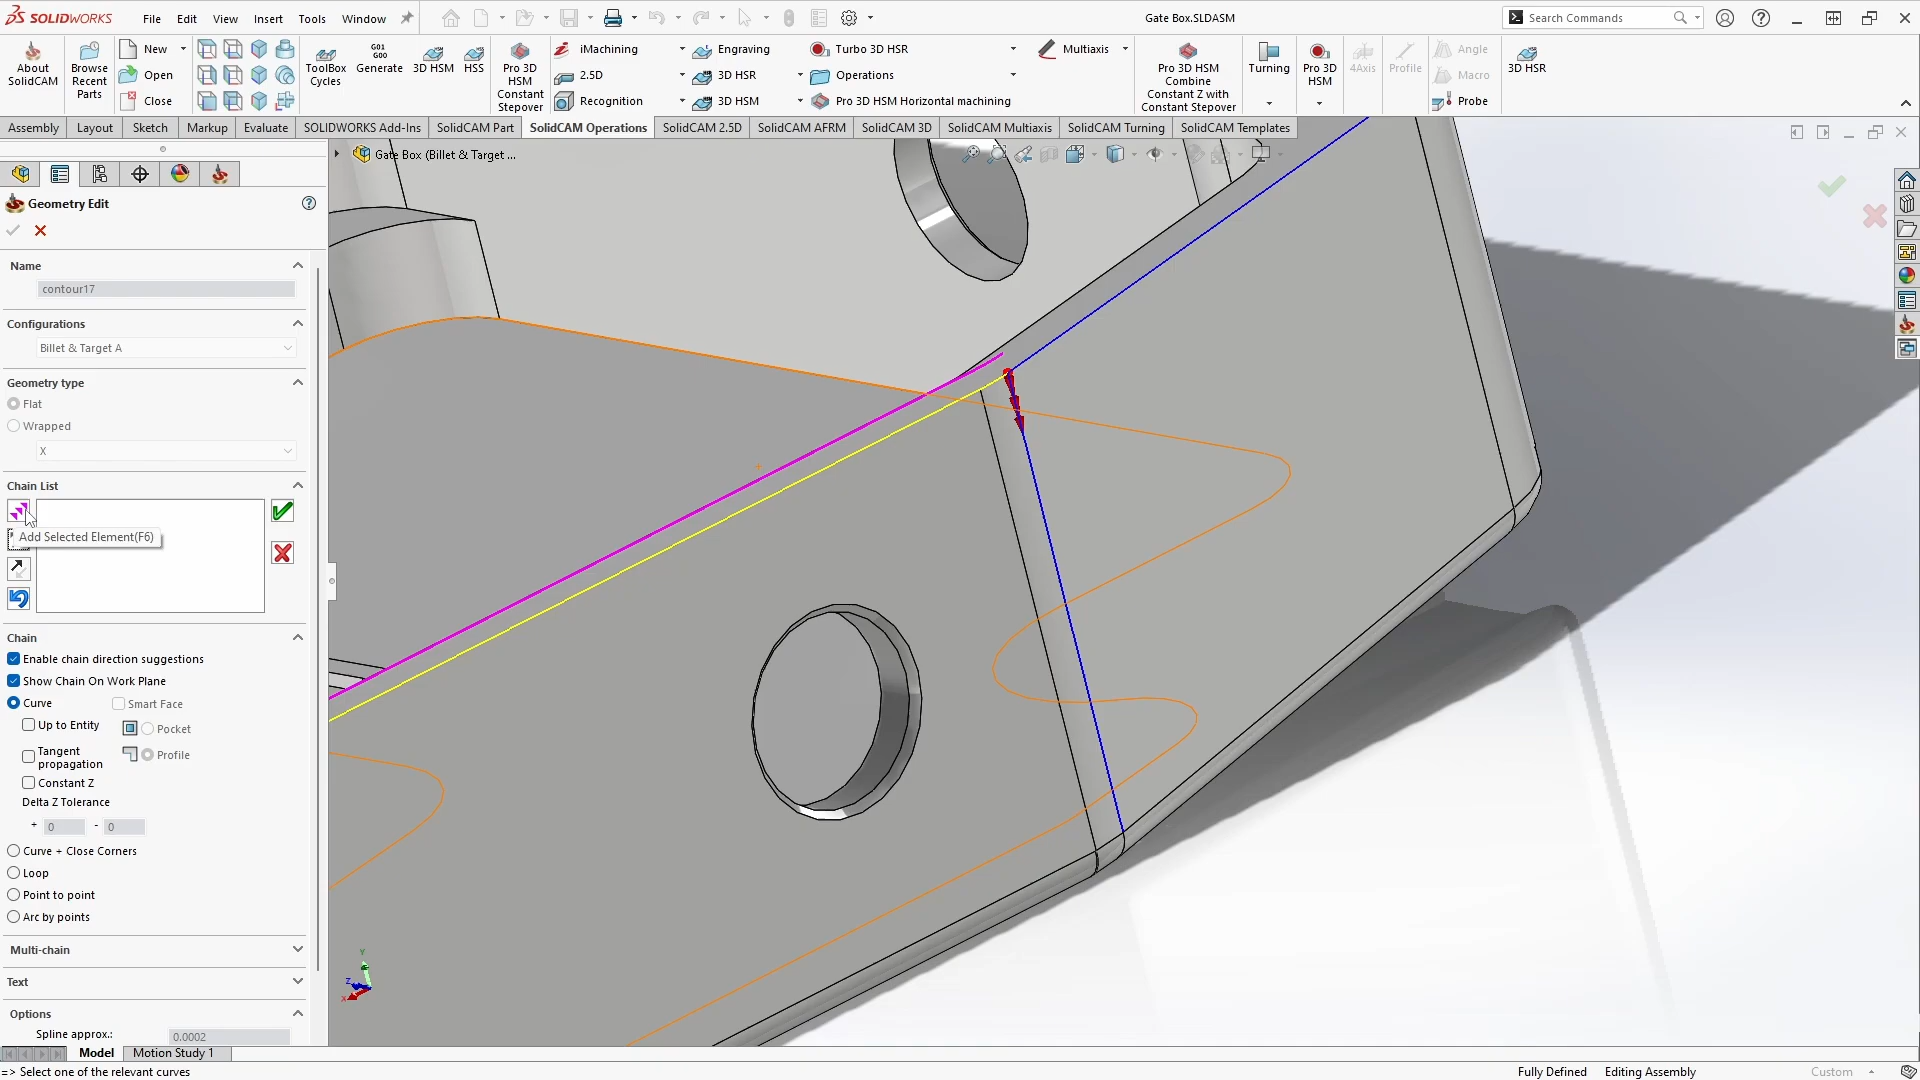 SOLIDWORKS File Edit View Insert Tools Window Gate Box.SLDASM Search Commands
About SolidCAM
Browse Recent Parts
New
Open
Close
ToolBox Cycles
G01 G00 Generate
3D HSM
HSS
Pro 3D HSM Constant Stepover
iMachining
2.5D
Recognition
Engraving
3D HSR
3D HSM
Turbo 3D HSR
Operations
Pro 3D HSM Horizontal machining
Multiaxis
Pro 3D HSM Combine Constant Z with Constant Stepover
Turning
Pro 3D HSM
4Axis
Profile
Angle
Macro
Probe
3D HSR
Assembly Layout Sketch Markup Evaluate SOLIDWORKS Add-Ins SolidCAM Part SolidCAM Operations SolidCAM 2.5D SolidCAM AFRM SolidCAM 3D SolidCAM Multiaxis SolidCAM Turning SolidCAM Templates
Gate Box (Billet & Target ...
Geometry Edit
Name
contour17
Configurations
Billet & Target A
Geometry type
Flat
Wrapped
X
Chain List
Add Selected Element(F6)
Chain
Enable chain direction suggestions
Show Chain On Work Plane
Curve Smart Face
Up to Entity Pocket
Tangent propagation Profile
Constant Z
Delta Z Tolerance
+ 0 - 0
Curve + Close Corners
Loop
Point to point
Arc by points
Multi-chain
Text
Options
Spline approx.: 0.0002
Y
Z
X
Model Motion Study 1
=> Select one of the relevant curves Fully Defined Editing Assembly Custom